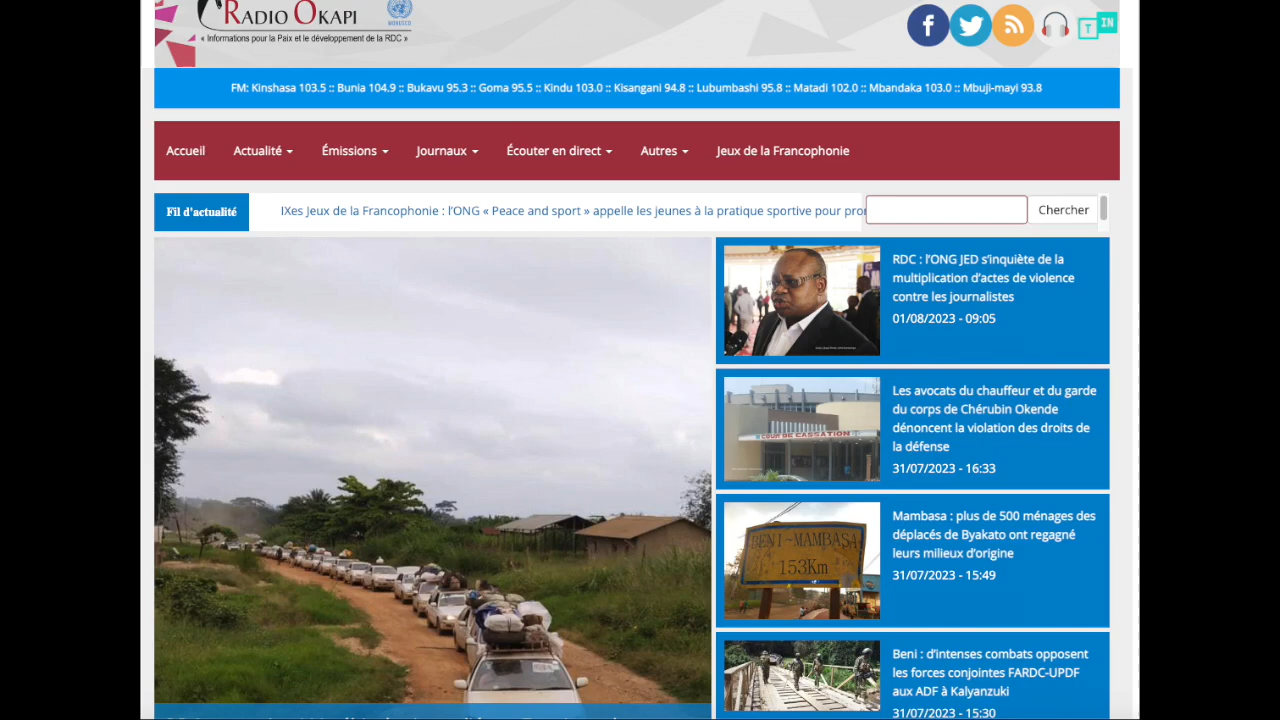 RADIO OKAPI
« Informations pour la Paix et le développement de la RDC »
T IN
FM: Kinshasa 103.5 :: Bunia 104.9 :: Bukavu 95.3 :: Goma 95.5 :: Kindu 103.0 :: Kisangani 94.8 :: Lubumbashi 95.8 :: Matadi 102.0 :: Mbandaka 103.0 :: Mbuji-mayi 93.8
Accueil Actualité Émissions Journaux Écouter en direct Autres Jeux de la Francophonie
Fil d'actualité
IXes Jeux de la Francophonie : l’ONG « Peace and sport » appelle les jeunes à la pratique sportive pour
Chercher
RDC : l’ONG JED s’inquiète de la
multiplication d’actes de violence
contre les journalistes
01/08/2023 - 09:05
COUR DE CASSATION
Les avocats du chauffeur et du garde
du corps de Chérubin Okende
dénoncent la violation des droits de
la défense
31/07/2023 - 16:33
BENI~MAMBASA
153Km
Mambasa : plus de 500 ménages des
déplacés de Byakato ont regagné
leurs milieux d’origine
31/07/2023 - 15:49
Beni : d’intenses combats opposent
les forces conjointes FARDC-UPDF
aux ADF à Kalyanzuki
31/07/2023 - 15:30